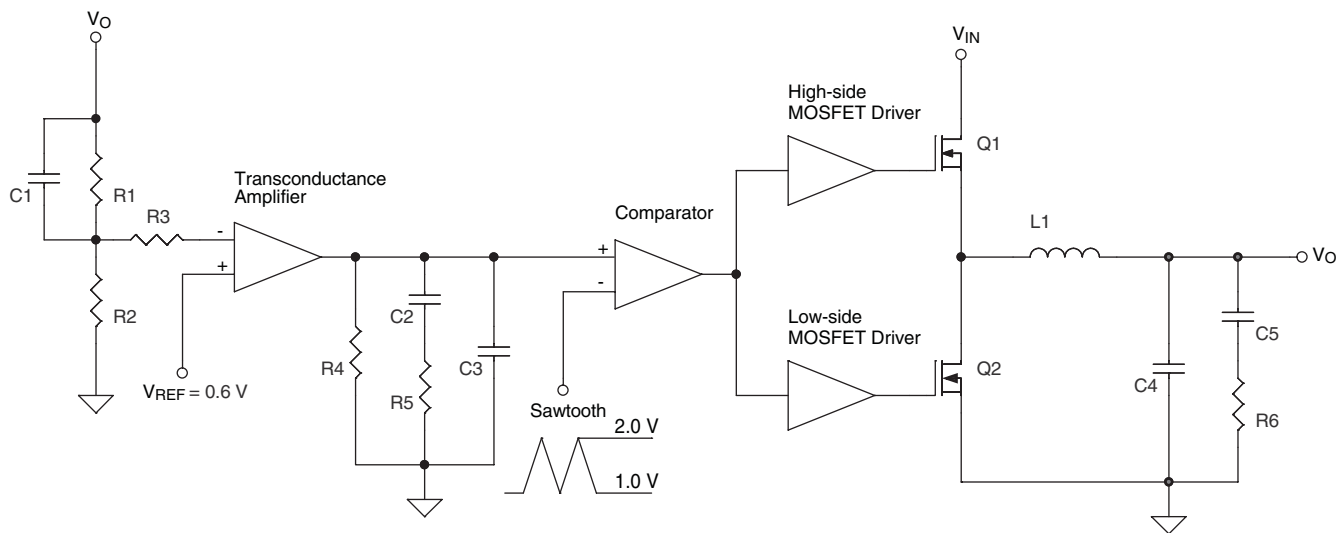 VO
VIN
High-side
MOSFET Driver
Q1
C1
R1
Transconductance
Amplifier
R3
-
+
Comparator
+
-
L1
VO
R2
VREF = 0.6 V
C2
R4
R5
C3
Sawtooth
2.0 V
1.0 V
Low-side
MOSFET Driver
Q2
C4
C5
R6